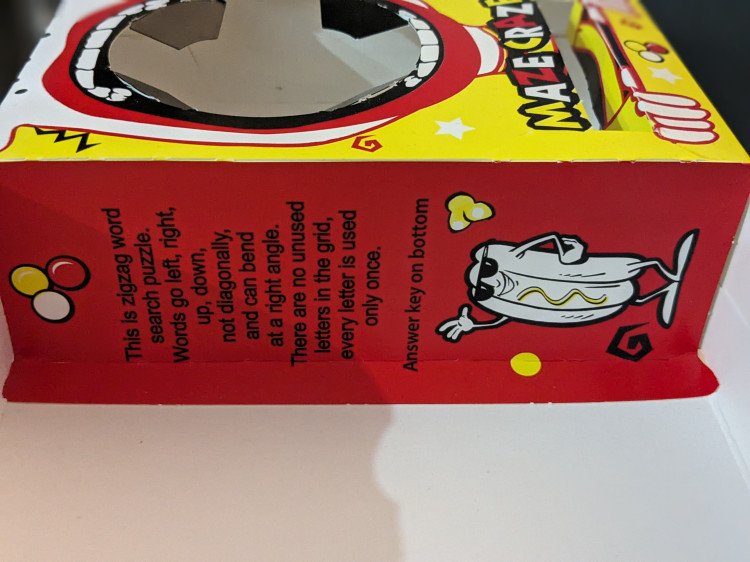 MAZE CRAZE
This is zigzag word
search puzzle.
Words go left, right,
up, down,
not diagonally,
and can bend
at a right angle.
There are no unused
letters in the grid,
every letter is used
only once.
Answer key on bottom